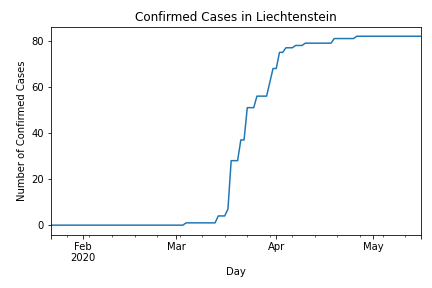 Confirmed Cases in Liechtenstein
Number of Confirmed Cases
80
60
40
20
0
Feb Mar Apr May
2020
Day